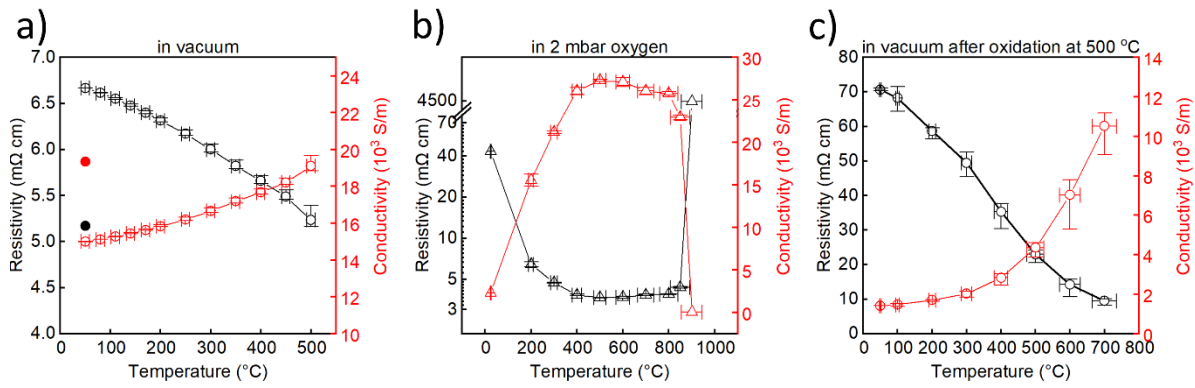 a)
in vacuum
7.0
6.5
6.0
5.5
5.0
4.5
4.0
Resistivity (mΩ cm)
0 100 200 300 400 500
Temperature (°C)
24
22
20
18
16
14
12
10
Conductivity (10³ S/m)
b)
in 2 mbar oxygen
4500
70
40
20
10
5
3
Resistivity (mΩ cm)
0 200 400 600 800 1000
Temperature (°C)
30
25
20
15
10
5
0
Conductivity (10³ S/m)
c)
in vacuum after oxidation at 500 °C
80
70
60
50
40
30
20
10
0
Resistivity (mΩ cm)
0 100 200 300 400 500 600 700 800
Temperature (°C)
14
12
10
8
6
4
2
0
Conductivity (10³ S/m)